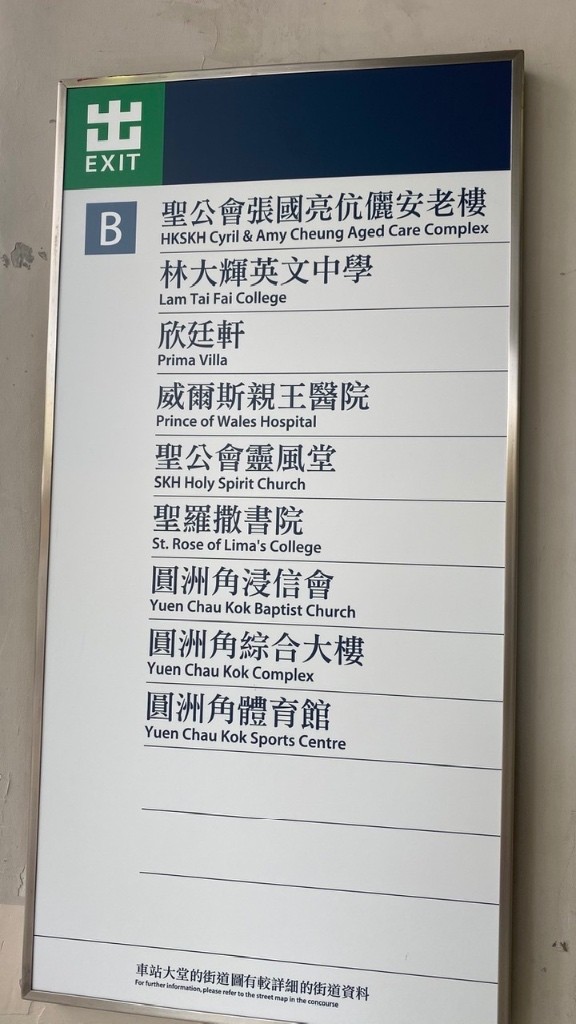 出
EXIT
B
聖公會張國亮伉儷安老樓
HKSKH Cyril & Amy Cheung Aged Care Complex
林大輝英文中學
Lam Tai Fai College
欣廷軒
Prima Villa
威爾斯親王醫院
Prince of Wales Hospital
聖公會靈風堂
SKH Holy Spirit Church
聖羅撒書院
St. Rose of Lima's College
圓洲角浸信會
Yuen Chau Kok Baptist Church
圓洲角綜合大樓
Yuen Chau Kok Complex
圓洲角體育館
Yuen Chau Kok Sports Centre
車站大堂的街道圖有較詳細的街道資料
For further information, please refer to the street map in the concourse